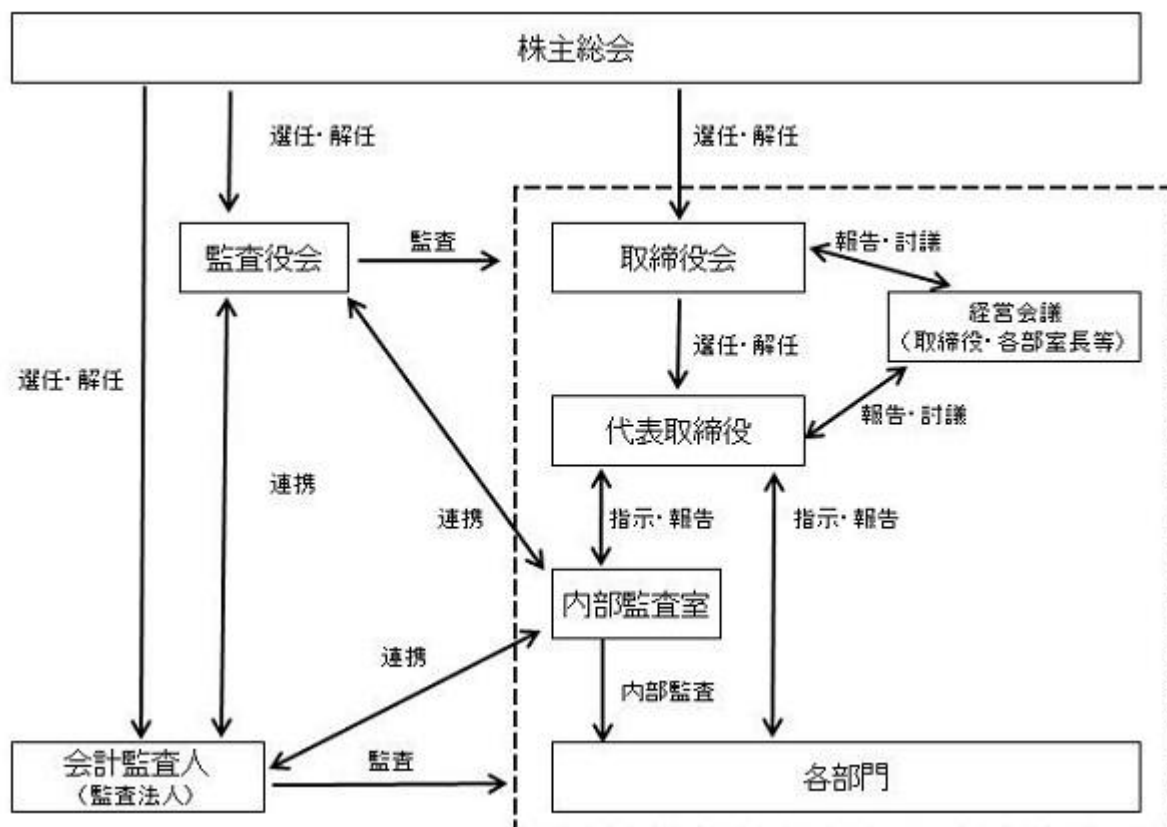 株主総会
選任・解任
選任・解任
監査役会
監査
取締役会
報告・討議
経営会議
（取締役・各部室長等）
選任・解任
選任・解任
代表取締役
報告・討議
連携
連携
指示・報告
指示・報告
内部監査室
連携
内部監査
会計監査人
（監査法人）
監査
各部門